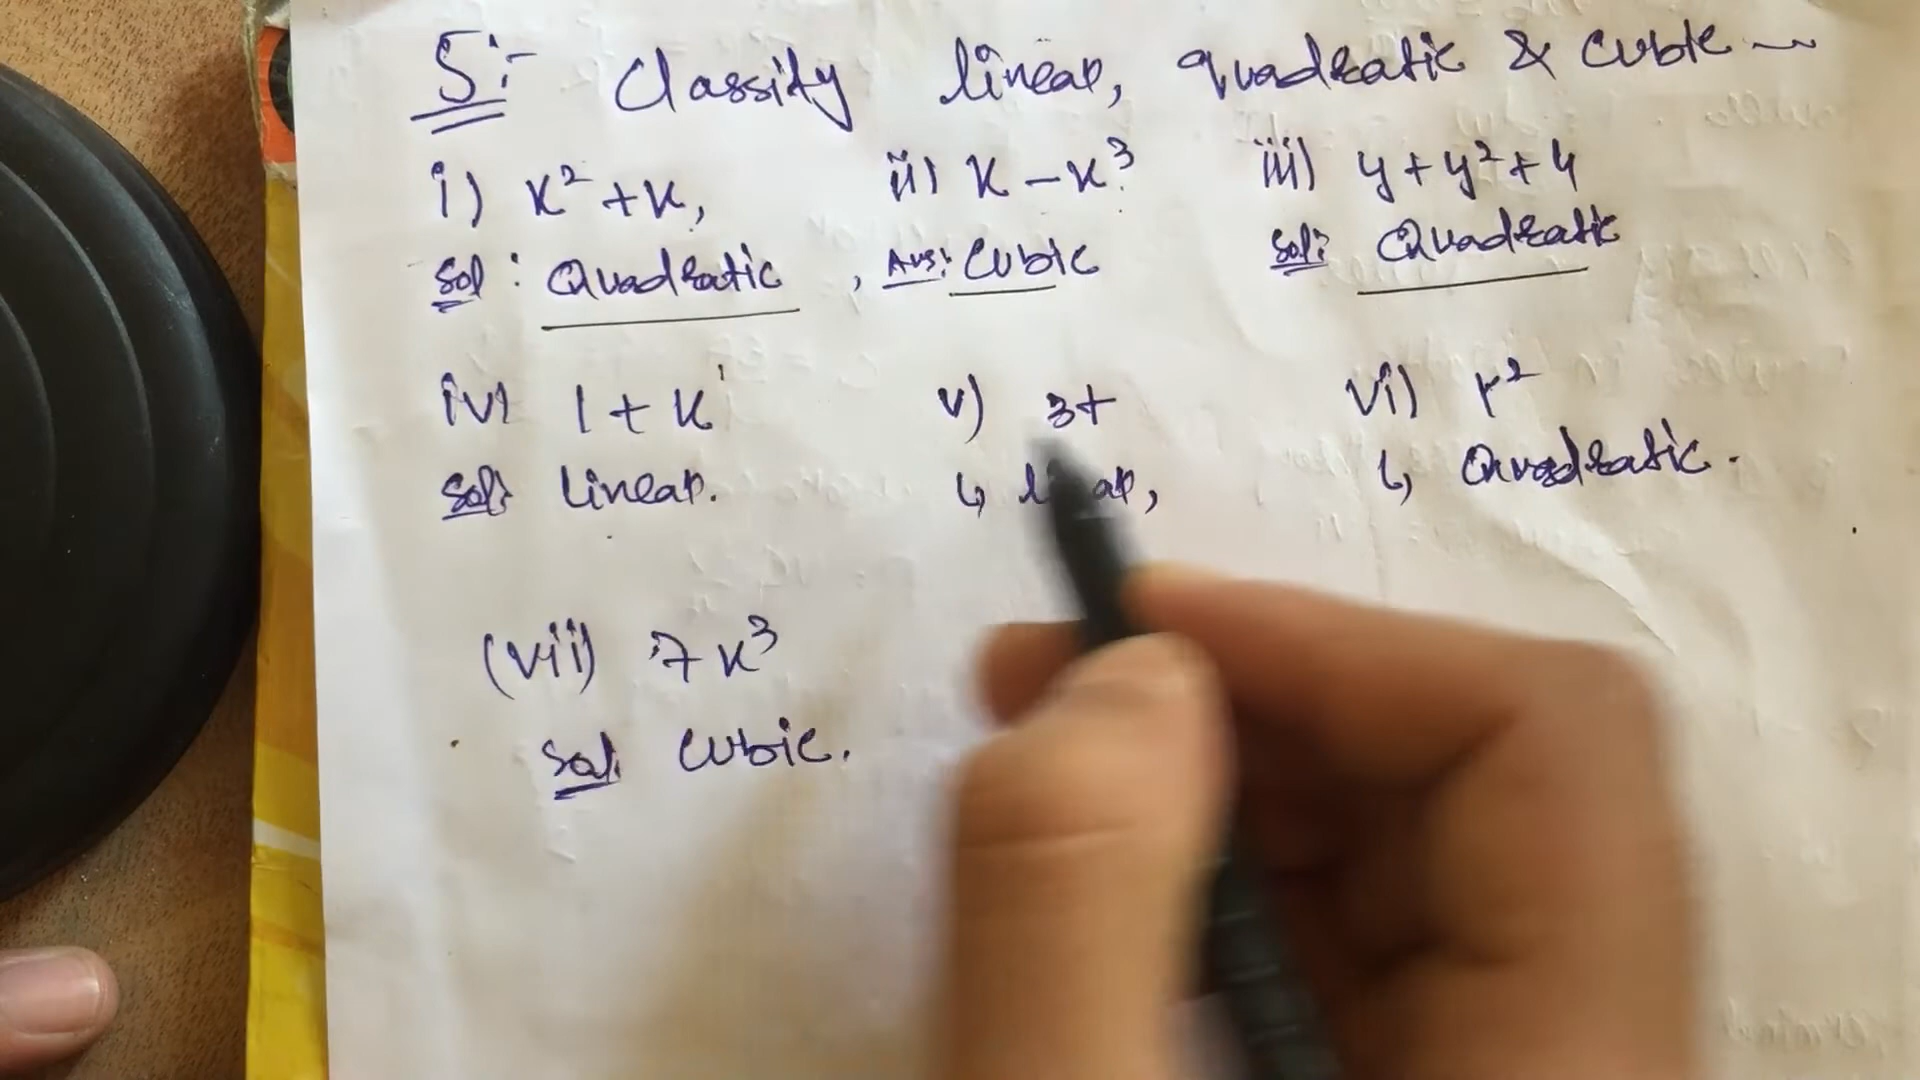 5:- Classify linear, quadratic & cubic
i) x² + x, ii) x - x³ iii) y + y² + 4
Sol: Quadratic, Ans: Cubic Sol: Quadratic
iv) 1 + x¹ v) 3t vi) r²
Sol: Linear. ↳ linear, ↳ Quadratic.
(vii) 7x³
Sol: Cubic.